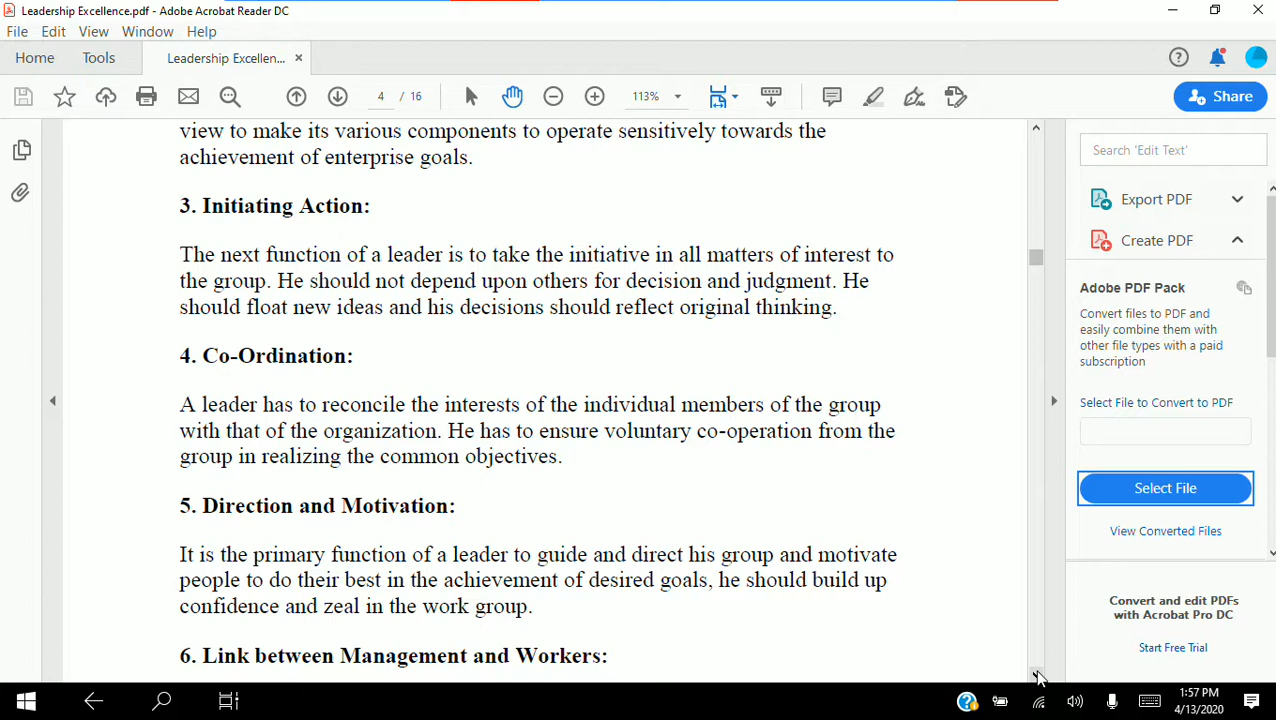 Leadership Excellence.pdf - Adobe Acrobat Reader DC
File Edit View Window Help
Home Tools Leadership Excellen... ×
4 / 16 113% Share
view to make its various components to operate sensitively towards the
achievement of enterprise goals.
3. Initiating Action:
The next function of a leader is to take the initiative in all matters of interest to
the group. He should not depend upon others for decision and judgment. He
should float new ideas and his decisions should reflect original thinking.
4. Co-Ordination:
A leader has to reconcile the interests of the individual members of the group
with that of the organization. He has to ensure voluntary co-operation from the
group in realizing the common objectives.
5. Direction and Motivation:
It is the primary function of a leader to guide and direct his group and motivate
people to do their best in the achievement of desired goals, he should build up
confidence and zeal in the work group.
6. Link between Management and Workers:
Search 'Edit Text'
Export PDF
Create PDF
Adobe PDF Pack
Convert files to PDF and
easily combine them with
other file types with a paid
subscription
Select File to Convert to PDF
Select File
View Converted Files
Convert and edit PDFs
with Acrobat Pro DC
Start Free Trial
1:57 PM
4/13/2020